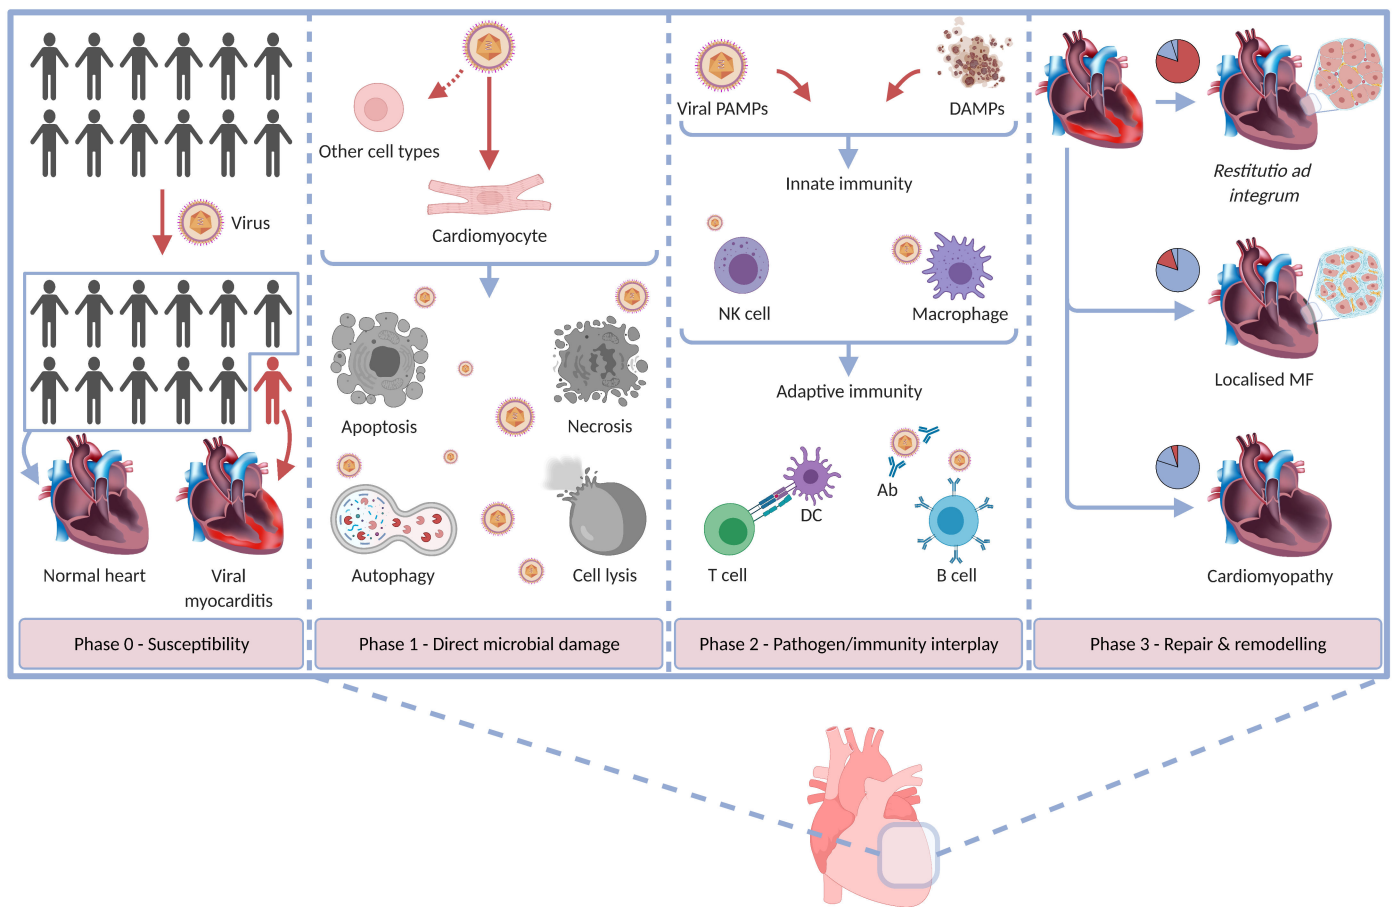 Virus
Normal heart
Viral
myocarditis
Phase 0 - Susceptibility
Other cell types
Cardiomyocyte
Apoptosis
Necrosis
Autophagy
Cell lysis
Phase 1 - Direct microbial damage
Viral PAMPs
DAMPs
Innate immunity
NK cell
Macrophage
Adaptive immunity
Ab
DC
T cell
B cell
Phase 2 - Pathogen/immunity interplay
Restitutio ad
integrum
Localised MF
Cardiomyopathy
Phase 3 - Repair & remodelling